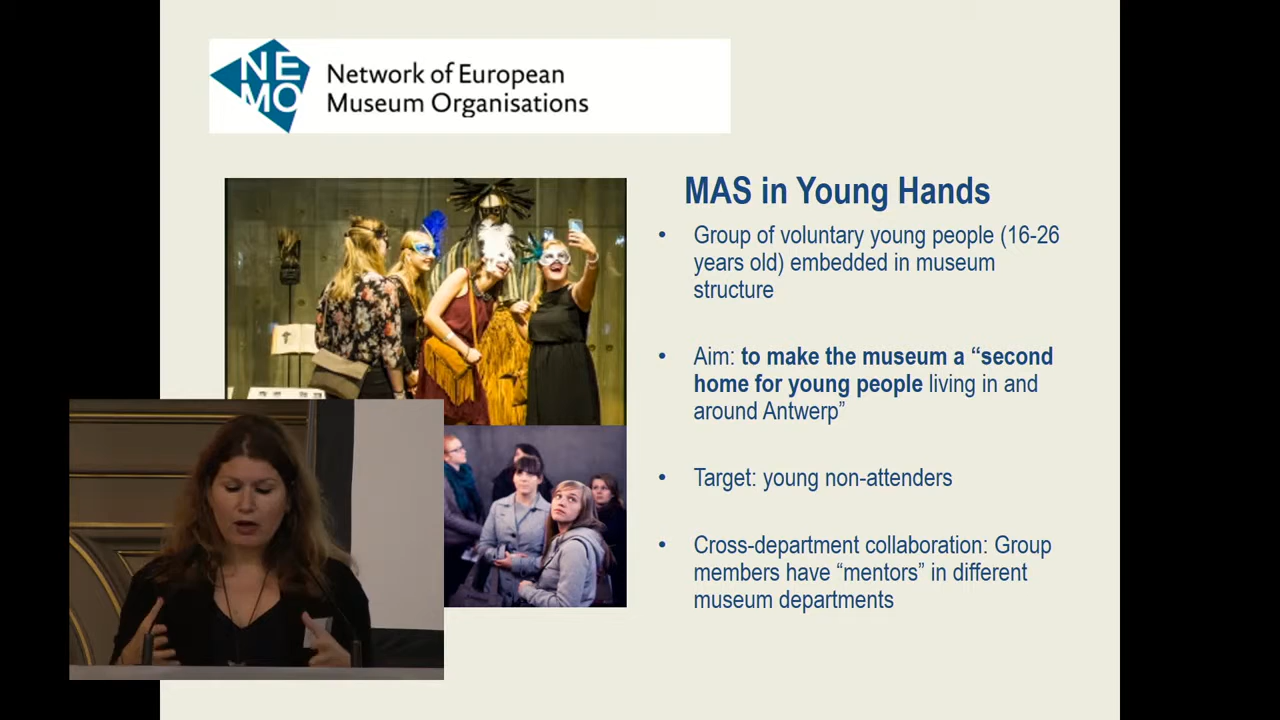 NE
MO
Network of European
Museum Organisations
MAS in Young Hands
• Group of voluntary young people (16-26
years old) embedded in museum
structure
• Aim: to make the museum a “second
home for young people living in and
around Antwerp”
• Target: young non-attenders
• Cross-department collaboration: Group
members have “mentors” in different
museum departments